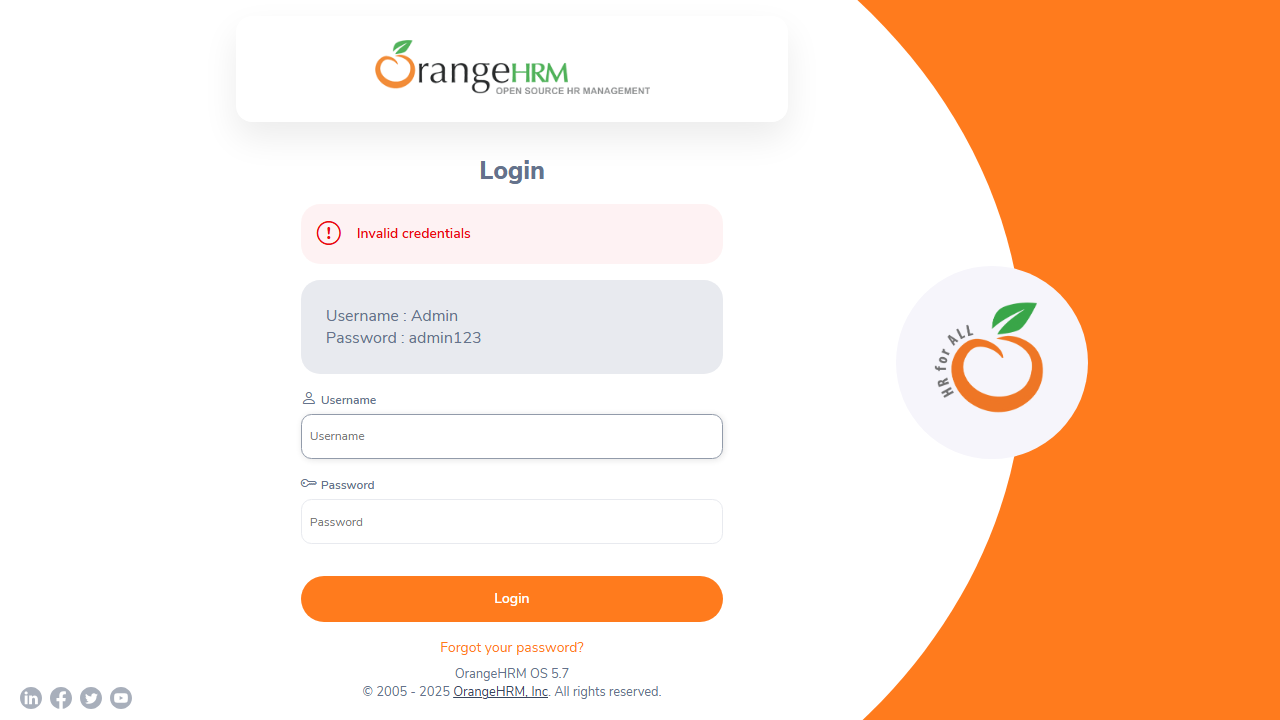 OrangeHRM
OPEN SOURCE HR MANAGEMENT
Login
Invalid credentials
Username : Admin
Password : admin123
Username
Username
Password
Password
Login
Forgot your password?
OrangeHRM OS 5.7
© 2005 - 2025 OrangeHRM, Inc. All rights reserved.
HR for ALL